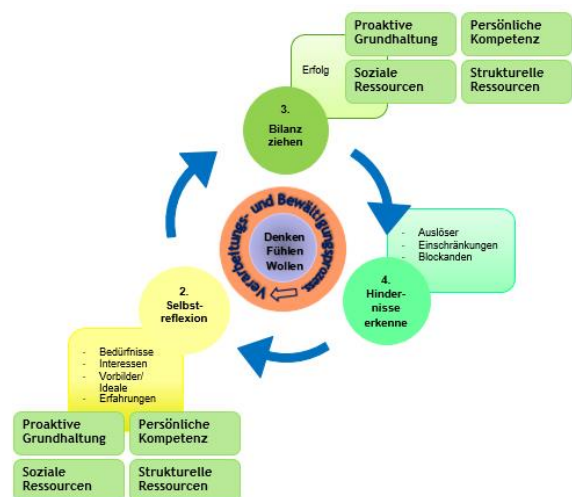 Proaktive
Grundhaltung
Persönliche
Kompetenz
Soziale
Ressourcen
Strukturelle
Ressourcen
Erfolg
3.
Bilanz
ziehen
Verarbeitungs- und Bewältigungsprozess.
Denken
Fühlen
Wollen
- Auslöser
- Einschränkungen
- Blockanden
4.
Hinder-
nisse
erkenne
2.
Selbst-
reflexion
- Bedürfnisse
- Interessen
- Vorbilder/
Ideale
- Erfahrungen
Proaktive
Grundhaltung
Persönliche
Kompetenz
Soziale
Ressourcen
Strukturelle
Ressourcen